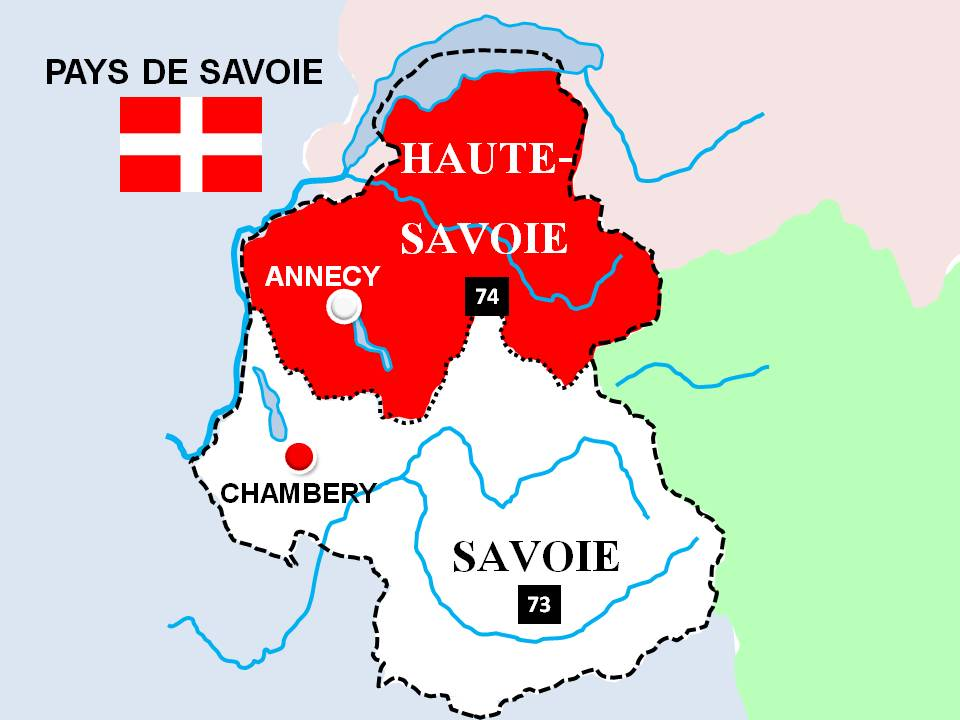 PAYS DE SAVOIE
HAUTE-
SAVOIE
ANNECY
74
CHAMBERY
SAVOIE
73